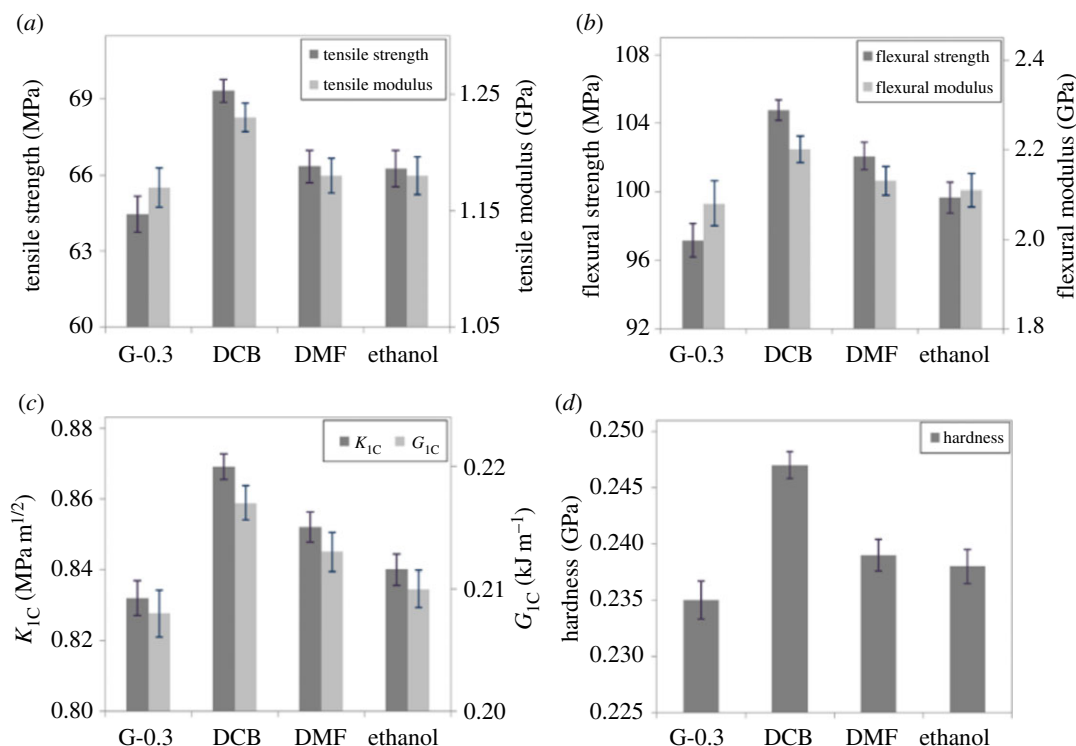 (a)
tensile strength
tensile modulus
tensile strength (MPa)
69
66
63
60
1.25
1.15
1.05
tensile modulus (GPa)
G-0.3 DCB DMF ethanol
(b)
flexural strength
flexural modulus
flexural strength (MPa)
108
104
100
96
92
2.4
2.2
2.0
1.8
flexural modulus (GPa)
G-0.3 DCB DMF ethanol
(c)
K1C G1C
K1C (MPa m1/2)
0.88
0.86
0.84
0.82
0.80
0.22
0.21
0.20
G1C (kJ m−1)
G-0.3 DCB DMF ethanol
(d)
hardness
hardness (GPa)
0.250
0.245
0.240
0.235
0.230
0.225
G-0.3 DCB DMF ethanol